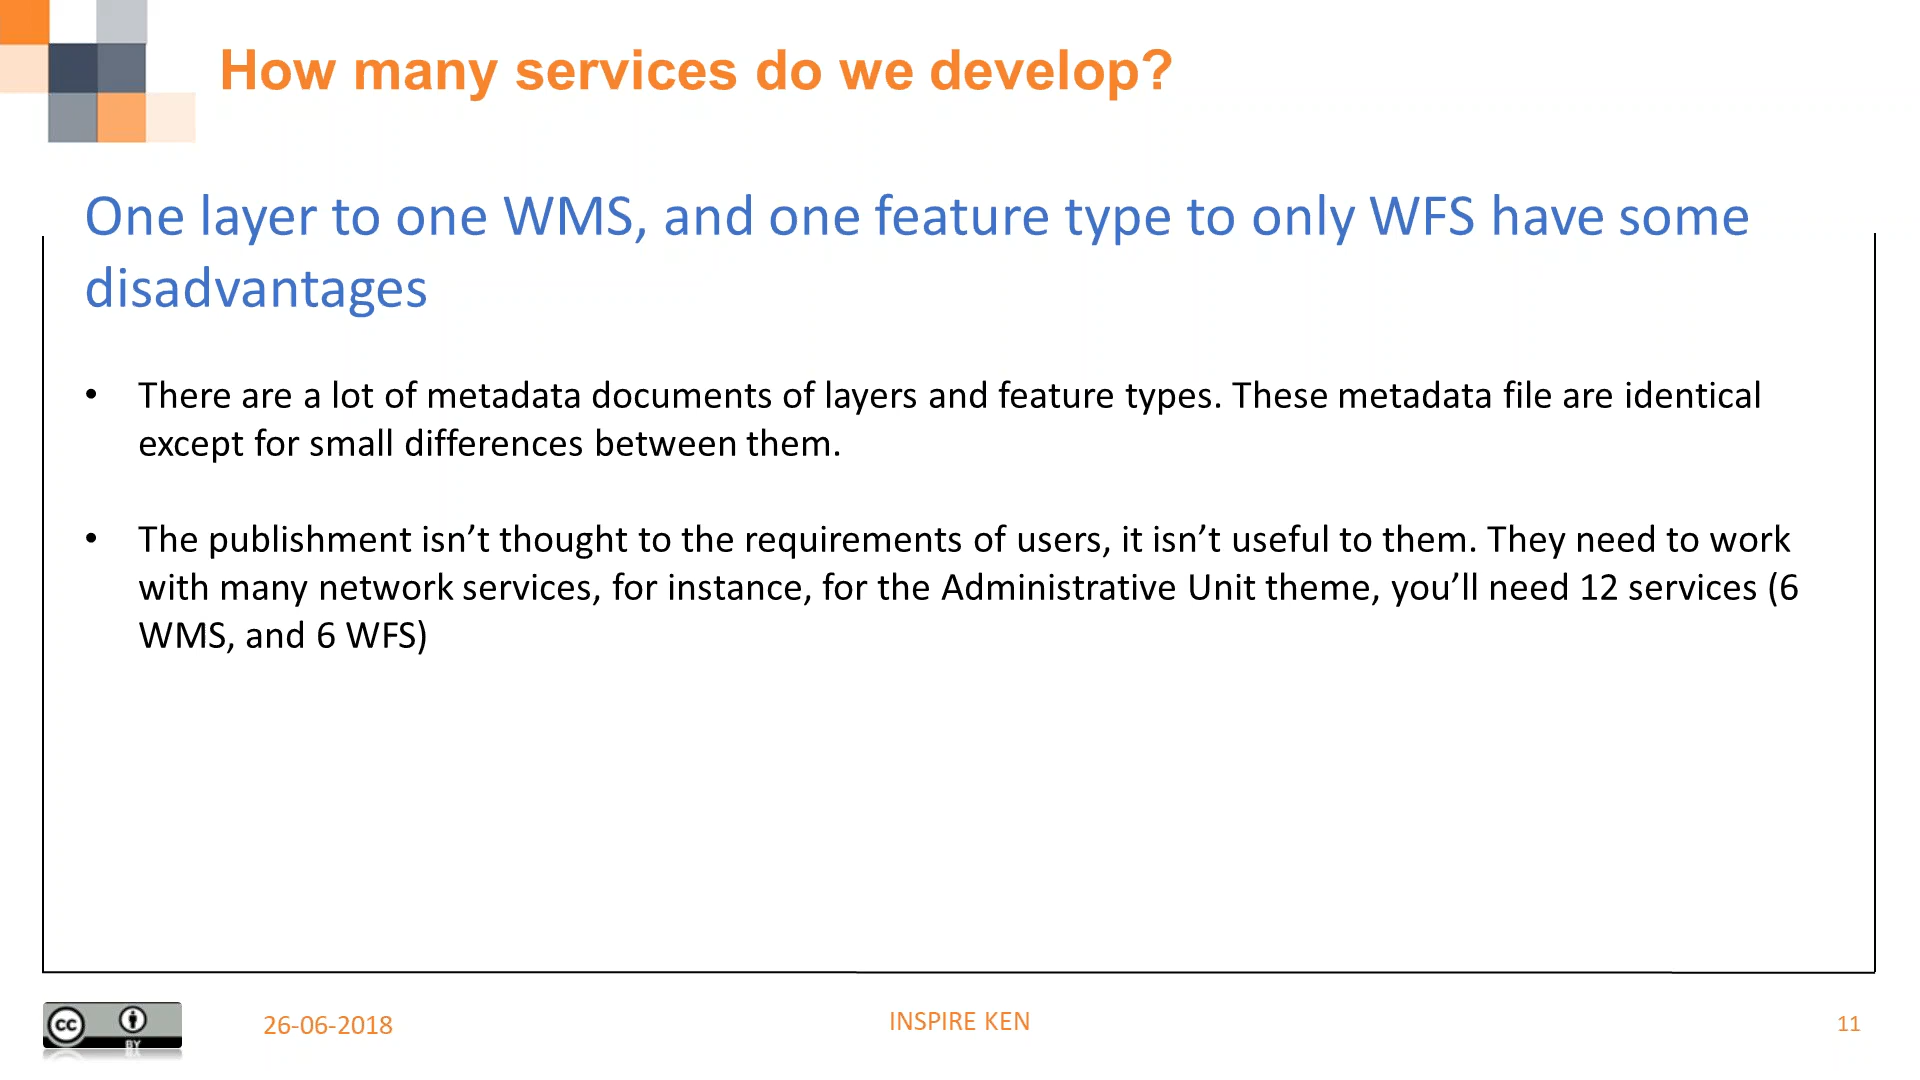 How many services do we develop?
One layer to one WMS, and one feature type to only WFS have some
disadvantages
• There are a lot of metadata documents of layers and feature types. These metadata file are identical
except for small differences between them.
• The publishment isn’t thought to the requirements of users, it isn’t useful to them. They need to work
with many network services, for instance, for the Administrative Unit theme, you’ll need 12 services (6
WMS, and 6 WFS)
cc
BY
26-06-2018
INSPIRE KEN
11